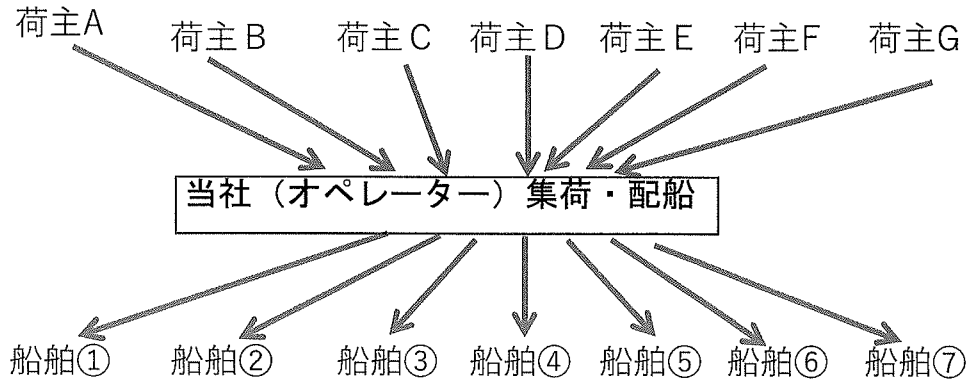 荷主A 荷主B 荷主C 荷主D 荷主E 荷主F 荷主G
当社（オペレーター）集荷・配船
船舶① 船舶② 船舶③ 船舶④ 船舶⑤ 船舶⑥ 船舶⑦